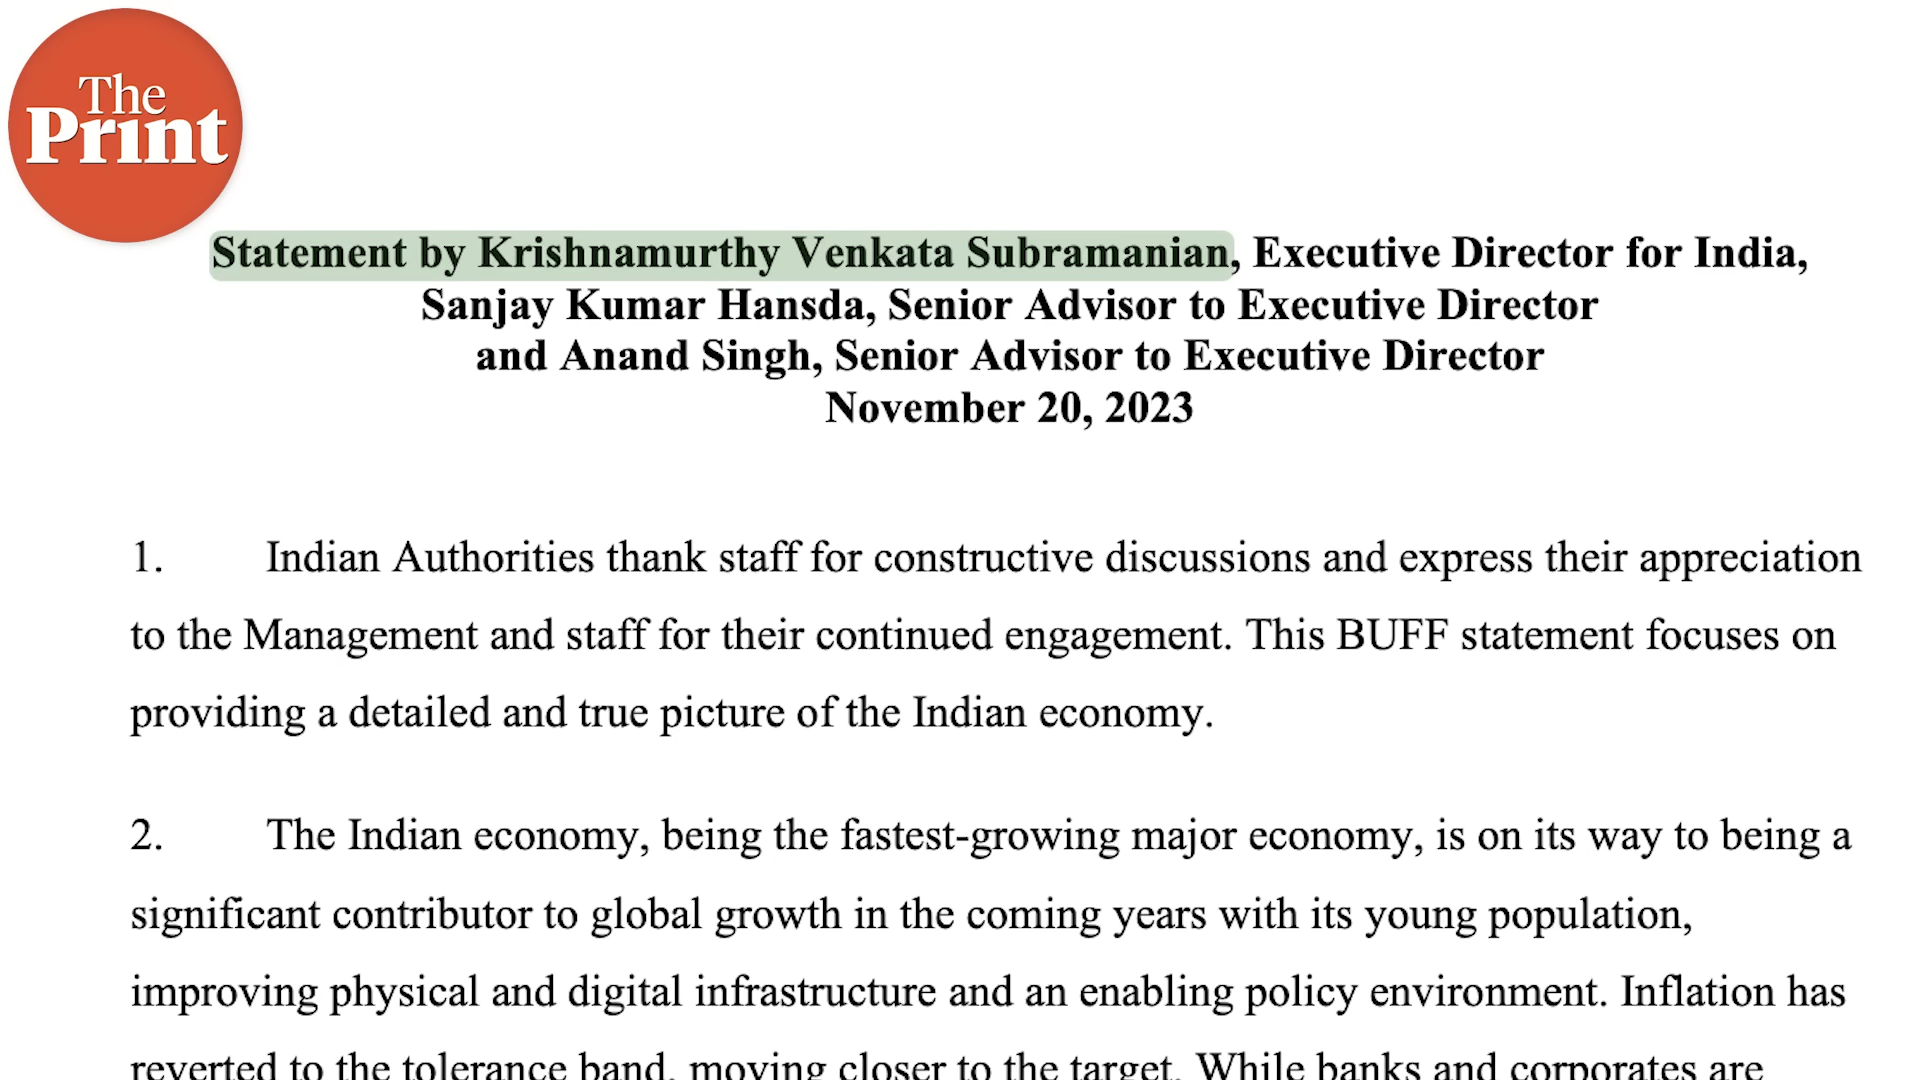 The
Print
Statement by Krishnamurthy Venkata Subramanian, Executive Director for India,
Sanjay Kumar Hansda, Senior Advisor to Executive Director
and Anand Singh, Senior Advisor to Executive Director
November 20, 2023
1. Indian Authorities thank staff for constructive discussions and express their appreciation
to the Management and staff for their continued engagement. This BUFF statement focuses on
providing a detailed and true picture of the Indian economy.
2. The Indian economy, being the fastest-growing major economy, is on its way to being a
significant contributor to global growth in the coming years with its young population,
improving physical and digital infrastructure and an enabling policy environment. Inflation has
reverted to the tolerance band, moving closer to the target. While banks and corporates are